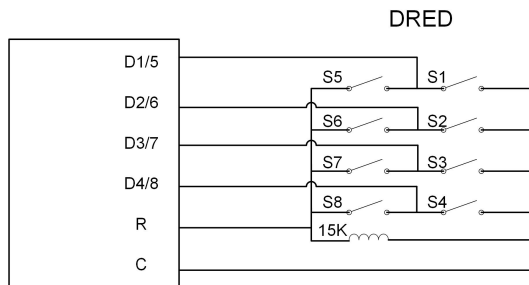 DRED
D1/5
S5 S1
D2/6
S6 S2
D3/7
S7 S3
D4/8
S8 S4
R
15K
C